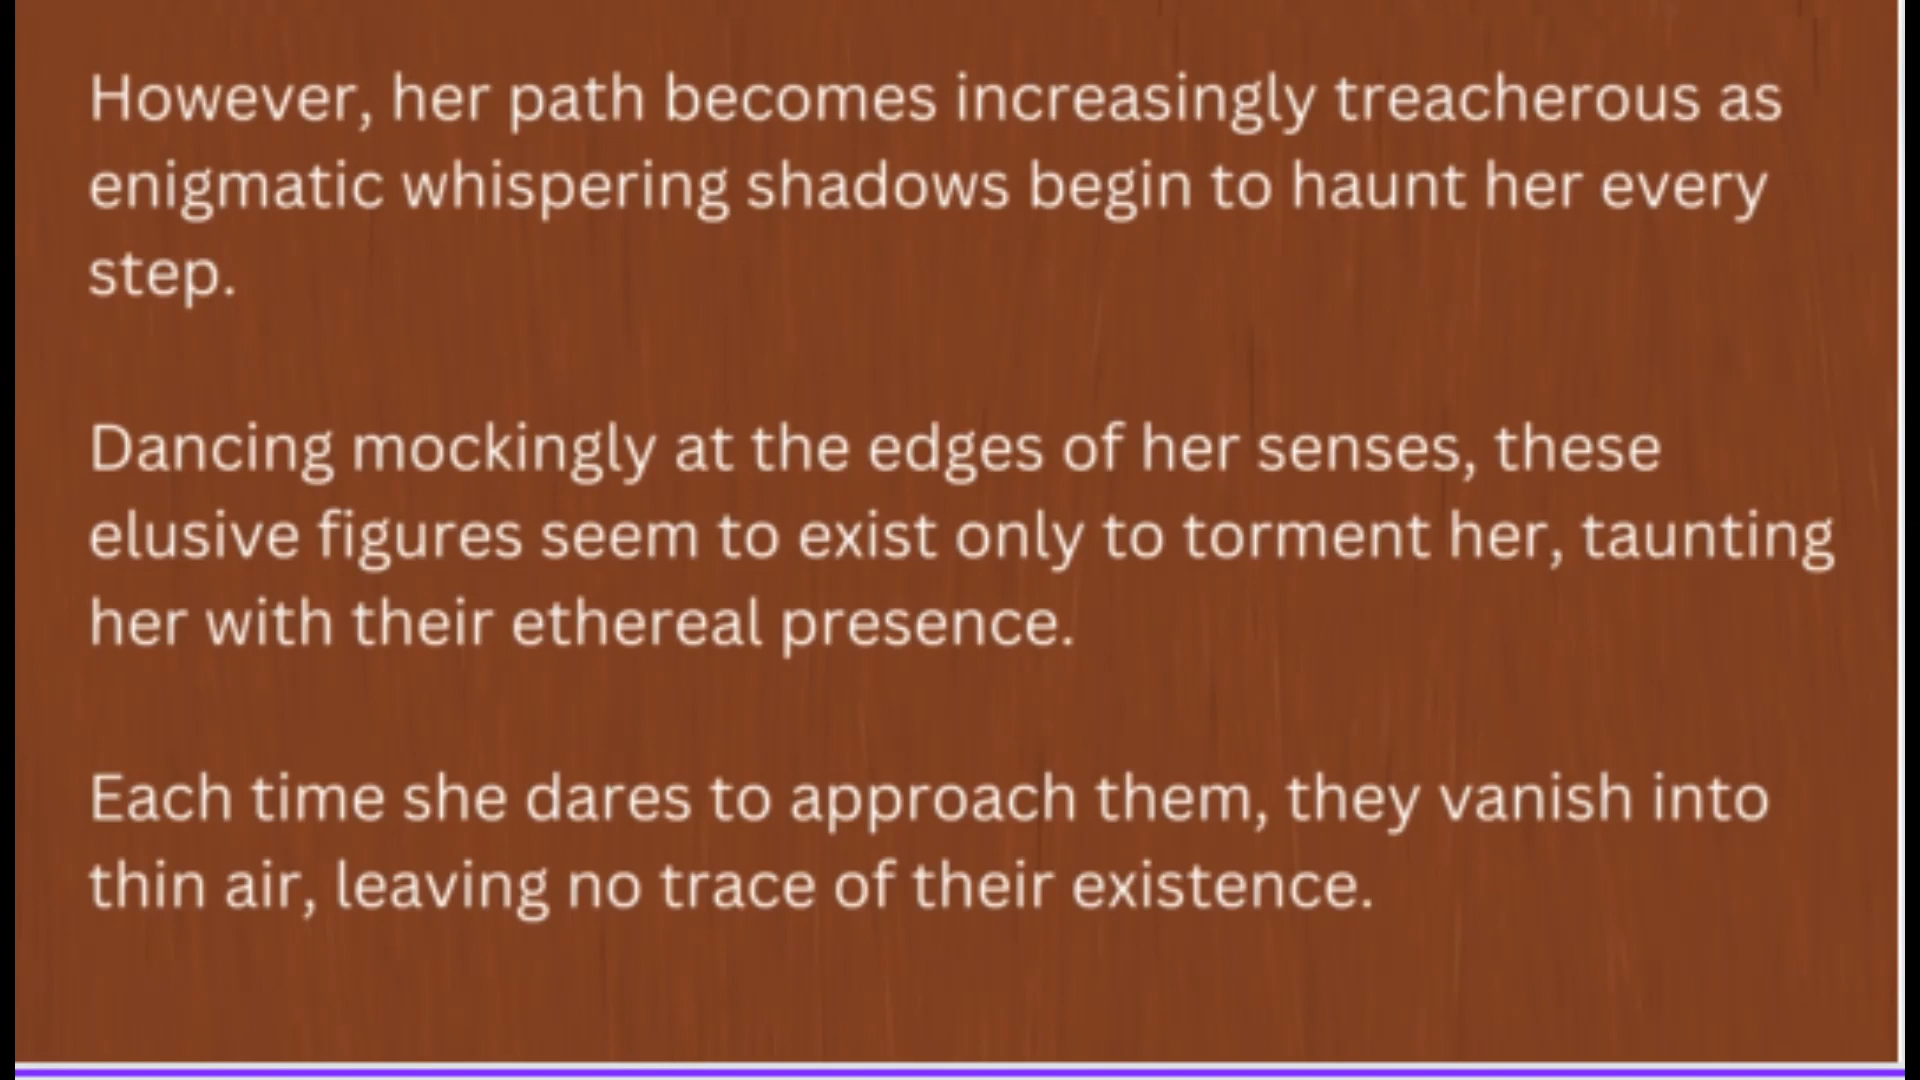 However, her path becomes increasingly treacherous as
enigmatic whispering shadows begin to haunt her every
step.
Dancing mockingly at the edges of her senses, these
elusive figures seem to exist only to torment her, taunting
her with their ethereal presence.
Each time she dares to approach them, they vanish into
thin air, leaving no trace of their existence.